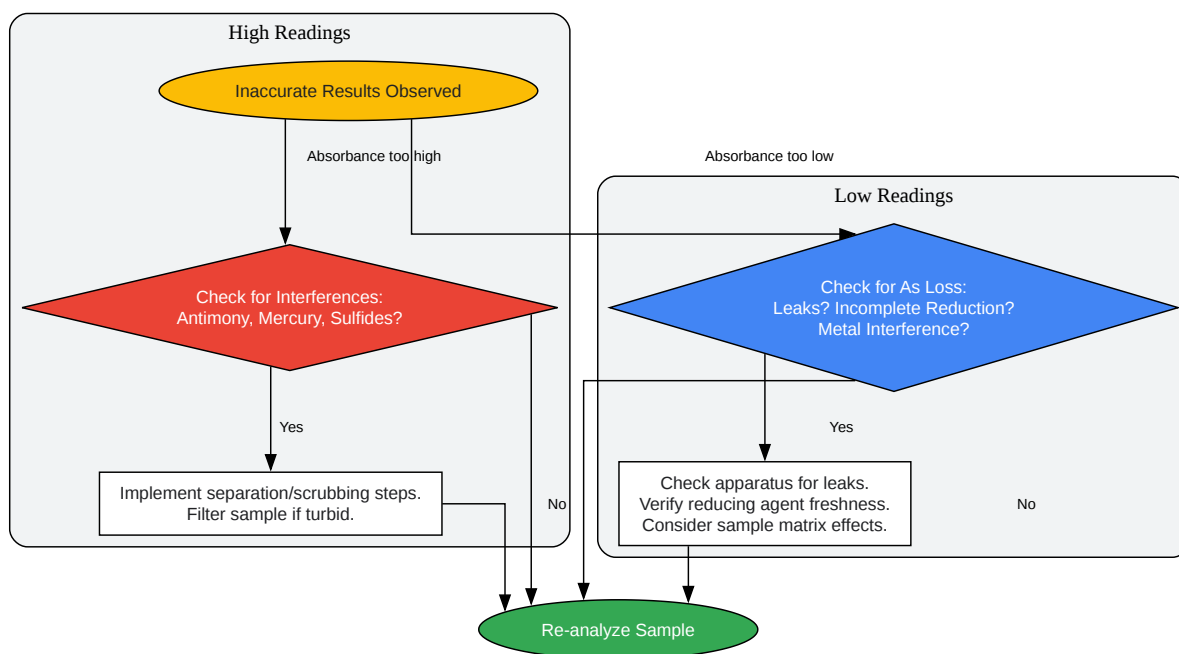 High Readings
Inaccurate Results Observed
Absorbance too high
Absorbance too low
Low Readings
Check for Interferences:
Antimony, Mercury, Sulfides?
Check for As Loss:
Leaks? Incomplete Reduction?
Metal Interference?
Yes
Yes
Implement separation/scrubbing steps.
Filter sample if turbid.
No
Check apparatus for leaks.
Verify reducing agent freshness.
Consider sample matrix effects.
No
Re-analyze Sample